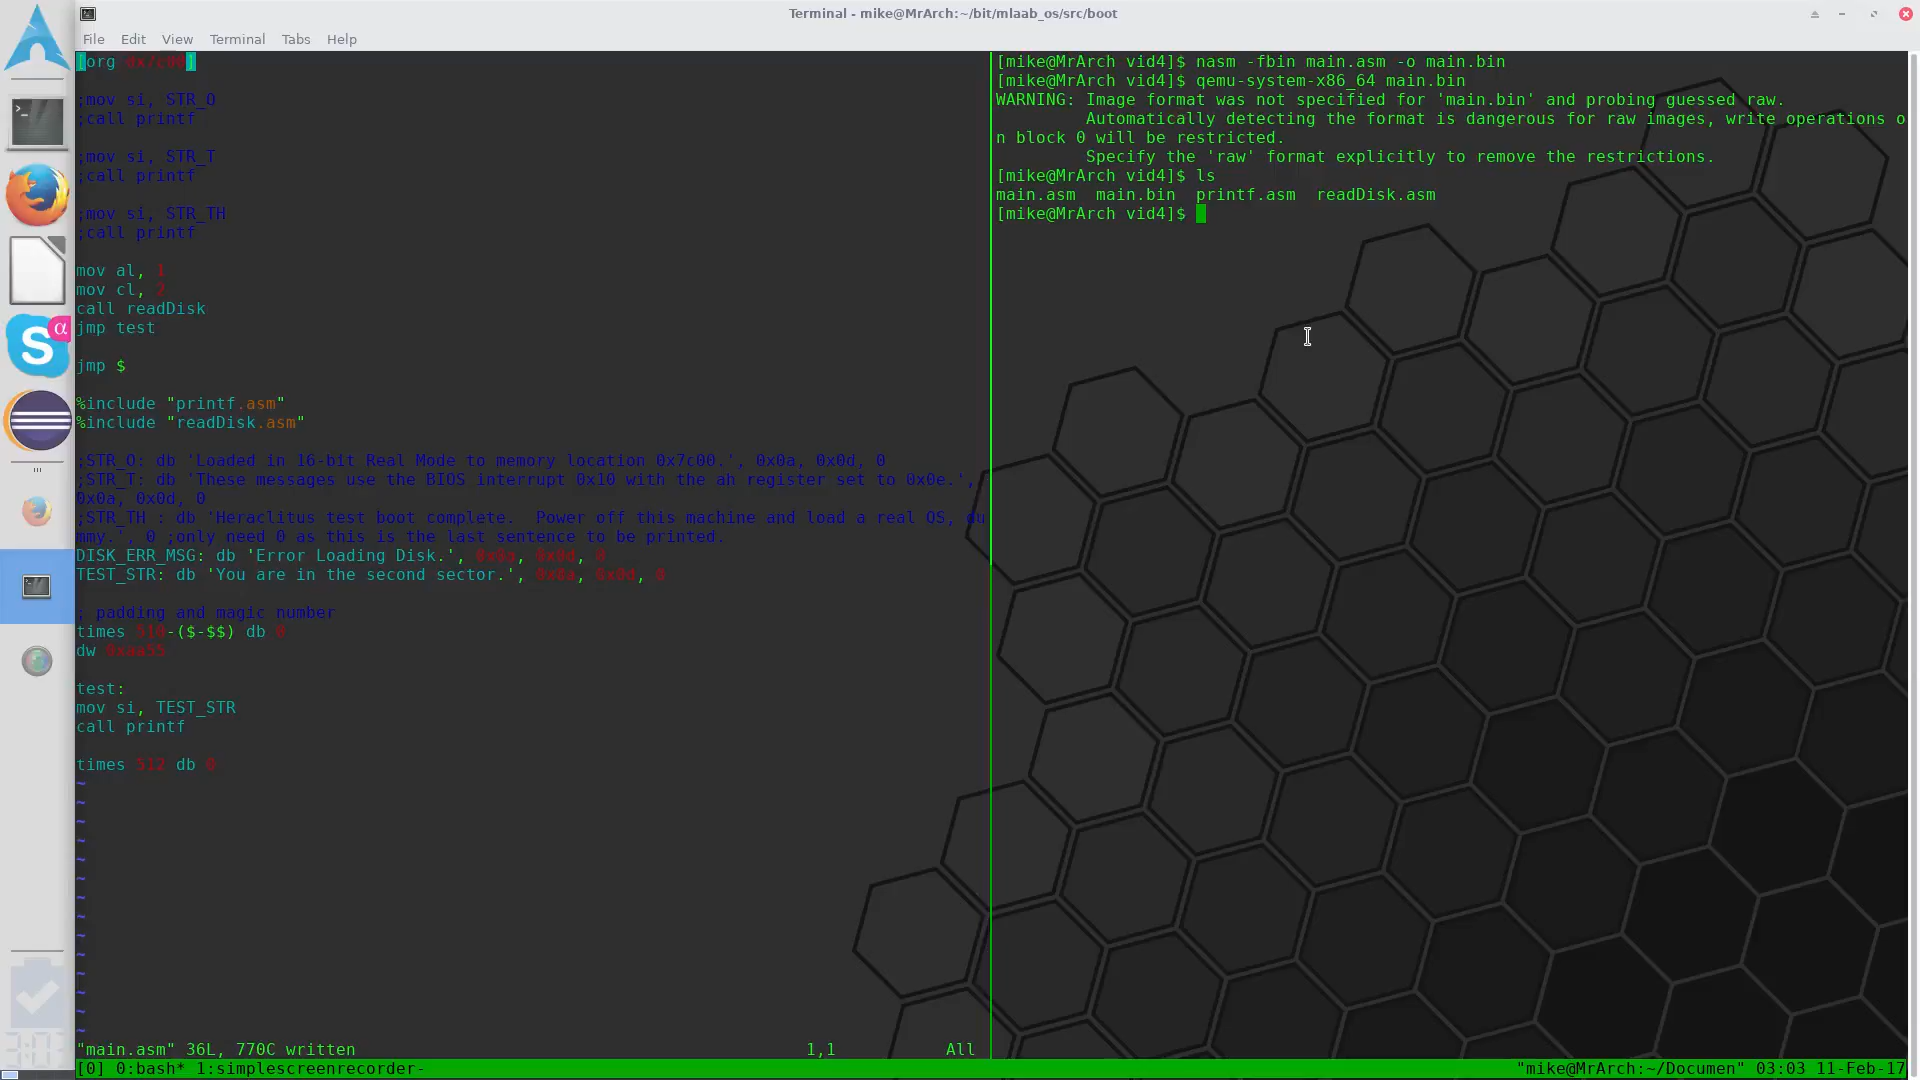 Terminal - mike@MrArch:~/bit/mlaab_os/src/boot
File Edit View Terminal Tabs Help
[org 0x7c00]
;mov si, STR_O
;call printf
;mov si, STR_T
;call printf
;mov si, STR_TH
;call printf
mov al, 1
mov cl, 2
call readDisk
jmp test
jmp $
%include "printf.asm"
%include "readDisk.asm"
;STR_O: db 'Loaded in 16-bit Real Mode to memory location 0x7c00.', 0x0a, 0x0d, 0
;STR_T: db 'These messages use the BIOS interrupt 0x10 with the ah register set to 0x0e.',
0x0a, 0x0d, 0
;STR_TH : db 'Heraclitus test boot complete.  Power off this machine and load a real OS, du
mmy.', 0 ;only need 0 as this is the last sentence to be printed.
DISK_ERR_MSG: db 'Error Loading Disk.', 0x0a, 0x0d, 0
TEST_STR: db 'You are in the second sector.', 0x0a, 0x0d, 0
; padding and magic number
times 510-($-$$) db 0
dw 0xaa55
test:
mov si, TEST_STR
call printf
times 512 db 0
~
~
~
~
~
~
~
~
~
~
~
~
~
~
"main.asm" 36L, 770C written 1,1 All
[mike@MrArch vid4]$ nasm -fbin main.asm -o main.bin
[mike@MrArch vid4]$ qemu-system-x86_64 main.bin
WARNING: Image format was not specified for 'main.bin' and probing guessed raw.
Automatically detecting the format is dangerous for raw images, write operations o
n block 0 will be restricted.
Specify the 'raw' format explicitly to remove the restrictions.
[mike@MrArch vid4]$ ls
main.asm  main.bin  printf.asm  readDisk.asm
[mike@MrArch vid4]$
[0] 0:bash* 1:simplescreenrecorder- "mike@MrArch:~/Documen" 03:03 11-Feb-17